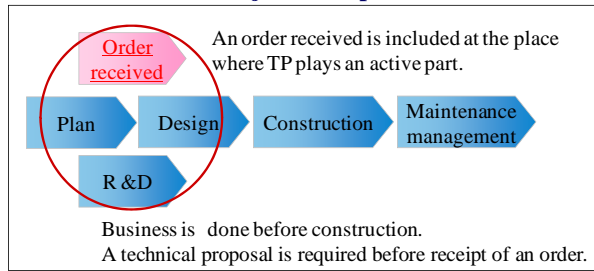 Order
received
An order received is included at the place
where TP plays an active part.
Plan
Design
Construction
Maintenance
management
R &D
Business is done before construction.
A technical proposal is required before receipt of an order.